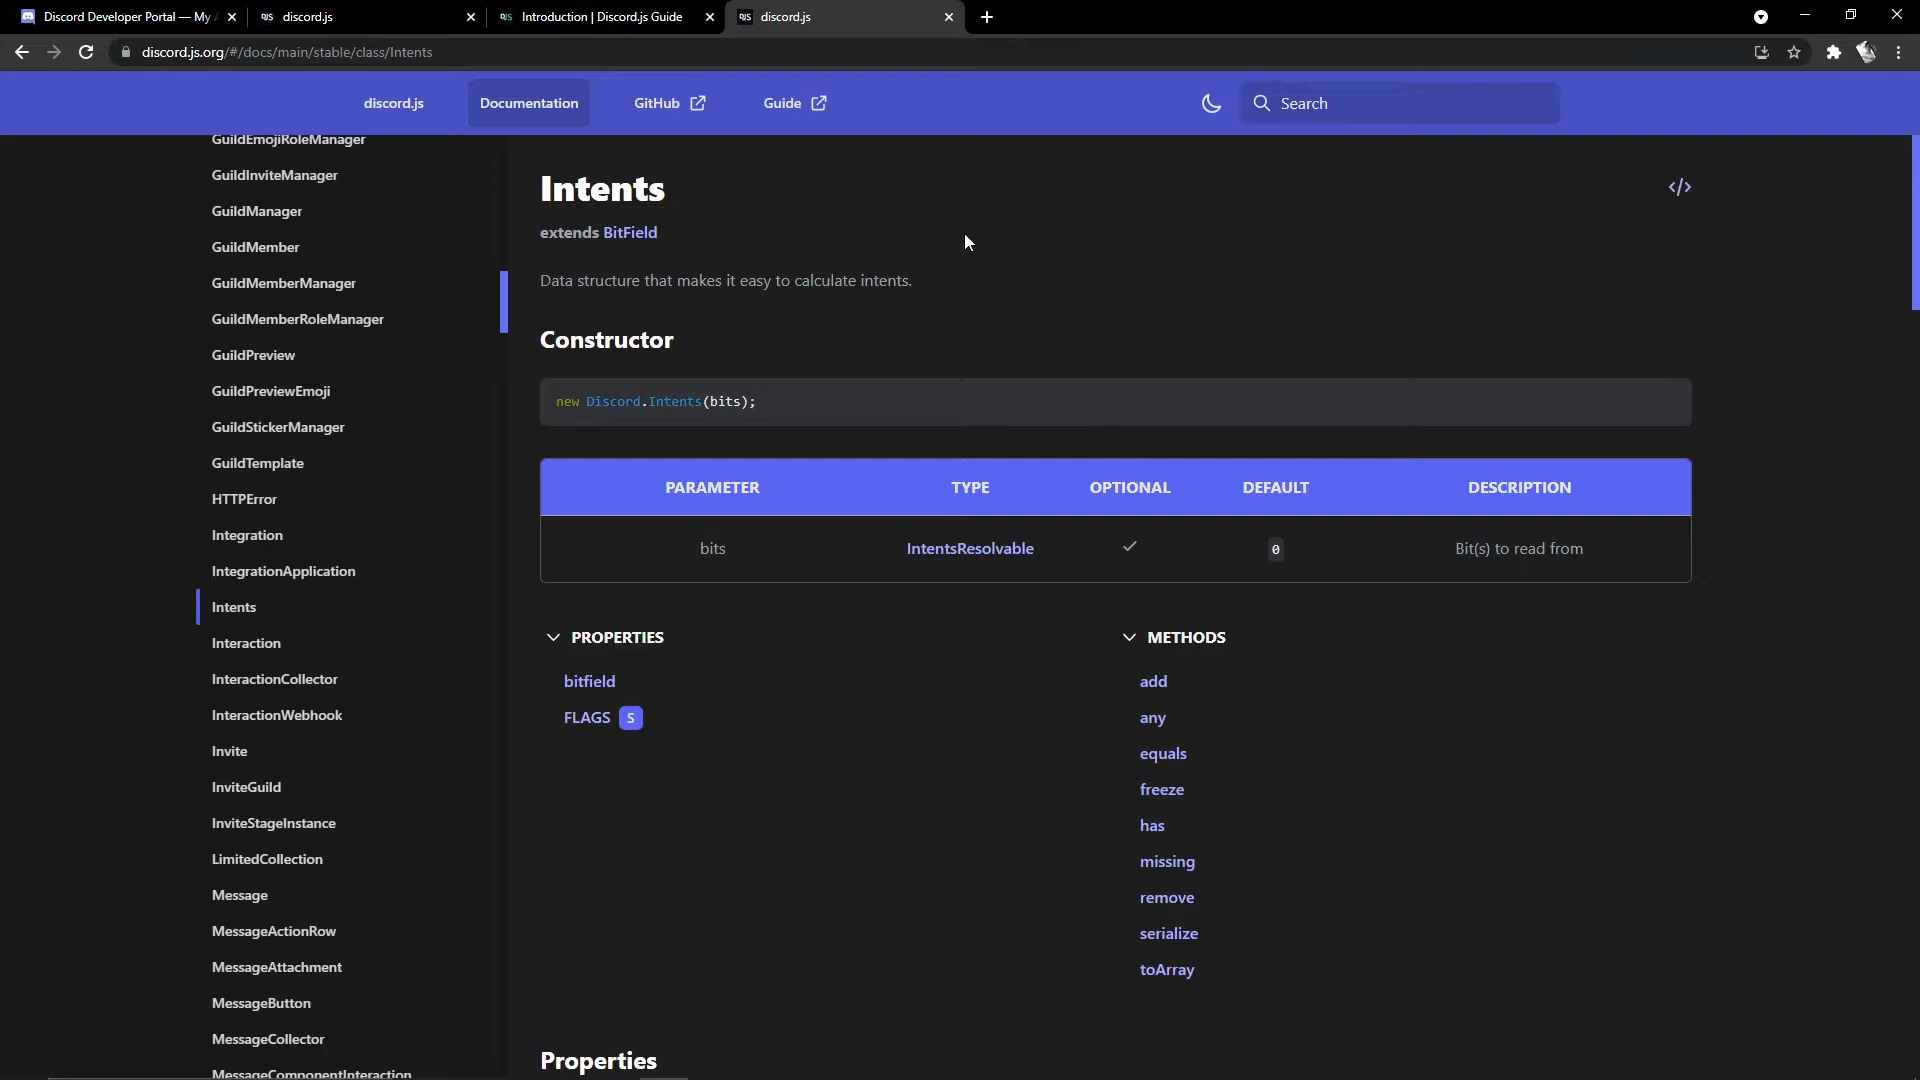 Discord Developer Portal — My A
discord.js
Introduction | Discord.js Guide
discord.js
discord.js.org/#/docs/main/stable/class/Intents
discord.js
Documentation
GitHub
Guide
Search
GuildEmojiRoleManager
GuildInviteManager
GuildManager
GuildMember
GuildMemberManager
GuildMemberRoleManager
GuildPreview
GuildPreviewEmoji
GuildStickerManager
GuildTemplate
HTTPError
Integration
IntegrationApplication
Intents
Interaction
InteractionCollector
InteractionWebhook
Invite
InviteGuild
InviteStageInstance
LimitedCollection
Message
MessageActionRow
MessageAttachment
MessageButton
MessageCollector
MessageComponentInteraction
Intents
</>
extends BitField
Data structure that makes it easy to calculate intents.
Constructor
new Discord.Intents(bits);
PARAMETER TYPE OPTIONAL DEFAULT DESCRIPTION
bits IntentsResolvable ✓ 0 Bit(s) to read from
PROPERTIES
bitfield
FLAGS S
METHODS
add
any
equals
freeze
has
missing
remove
serialize
toArray
Properties